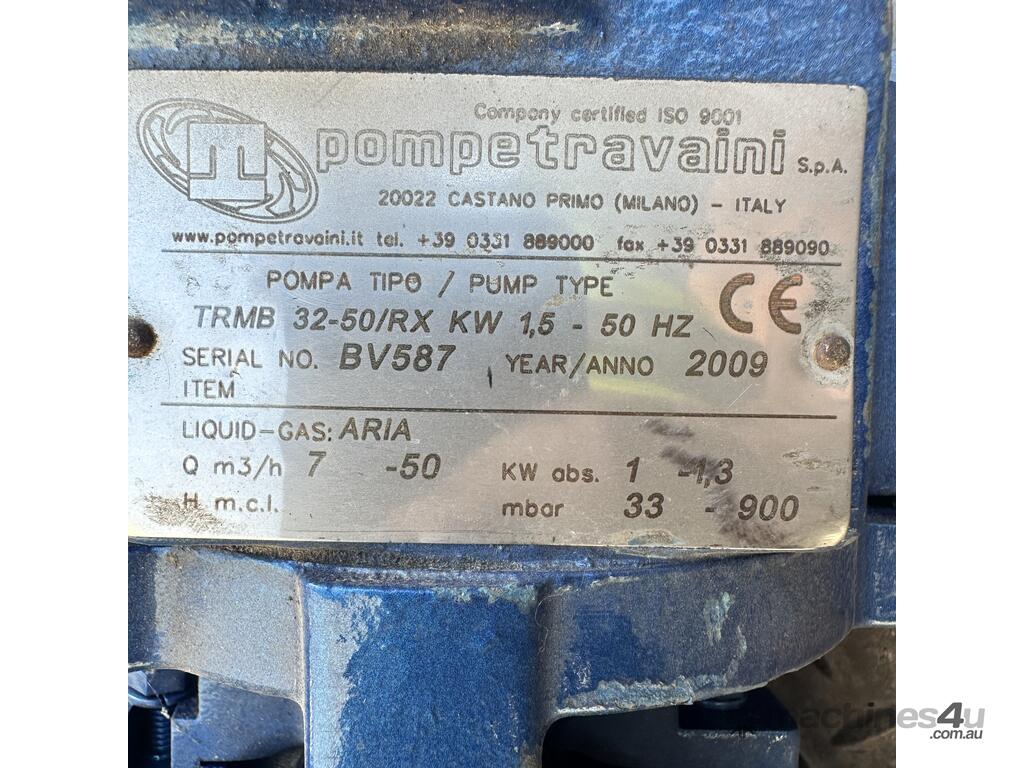 Company certified ISO 9001
pompetravaini S.p.A.
20022 CASTANO PRIMO (MILANO) - ITALY
www.pompetravaini.it tel. +39 0331 889000 fax +39 0331 889090
POMPA TIPO / PUMP TYPE CE
TRMB 32-50/RX KW 1,5 - 50 HZ
SERIAL NO. BV587 YEAR/ANNO 2009
ITEM
LIQUID-GAS: ARIA
Q m3/h 7 -50 KW abs. 1 -1,3
H m.c.l. mbar 33 - 900
machines4u
.com.au